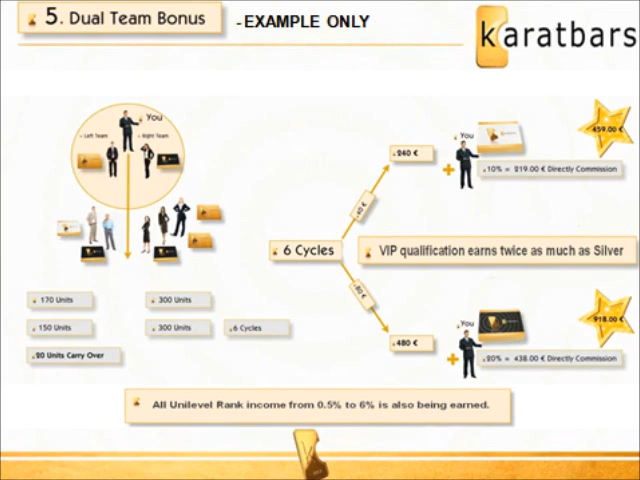 5. Dual Team Bonus
-EXAMPLE ONLY
karatbars
You
Left Team
Right Team
240 €
You
459.00 €
10% = 219.00 € Directly Commission
40 €
6 Cycles
VIP qualification earns twice as much as Silver
80 €
170 Units
300 Units
150 Units
300 Units
6 Cycles
20 Units Carry Over
480 €
You
918.00 €
20% = 438.00 € Directly Commission
All Unilevel Rank income from 0.5% to 6% is also being earned.